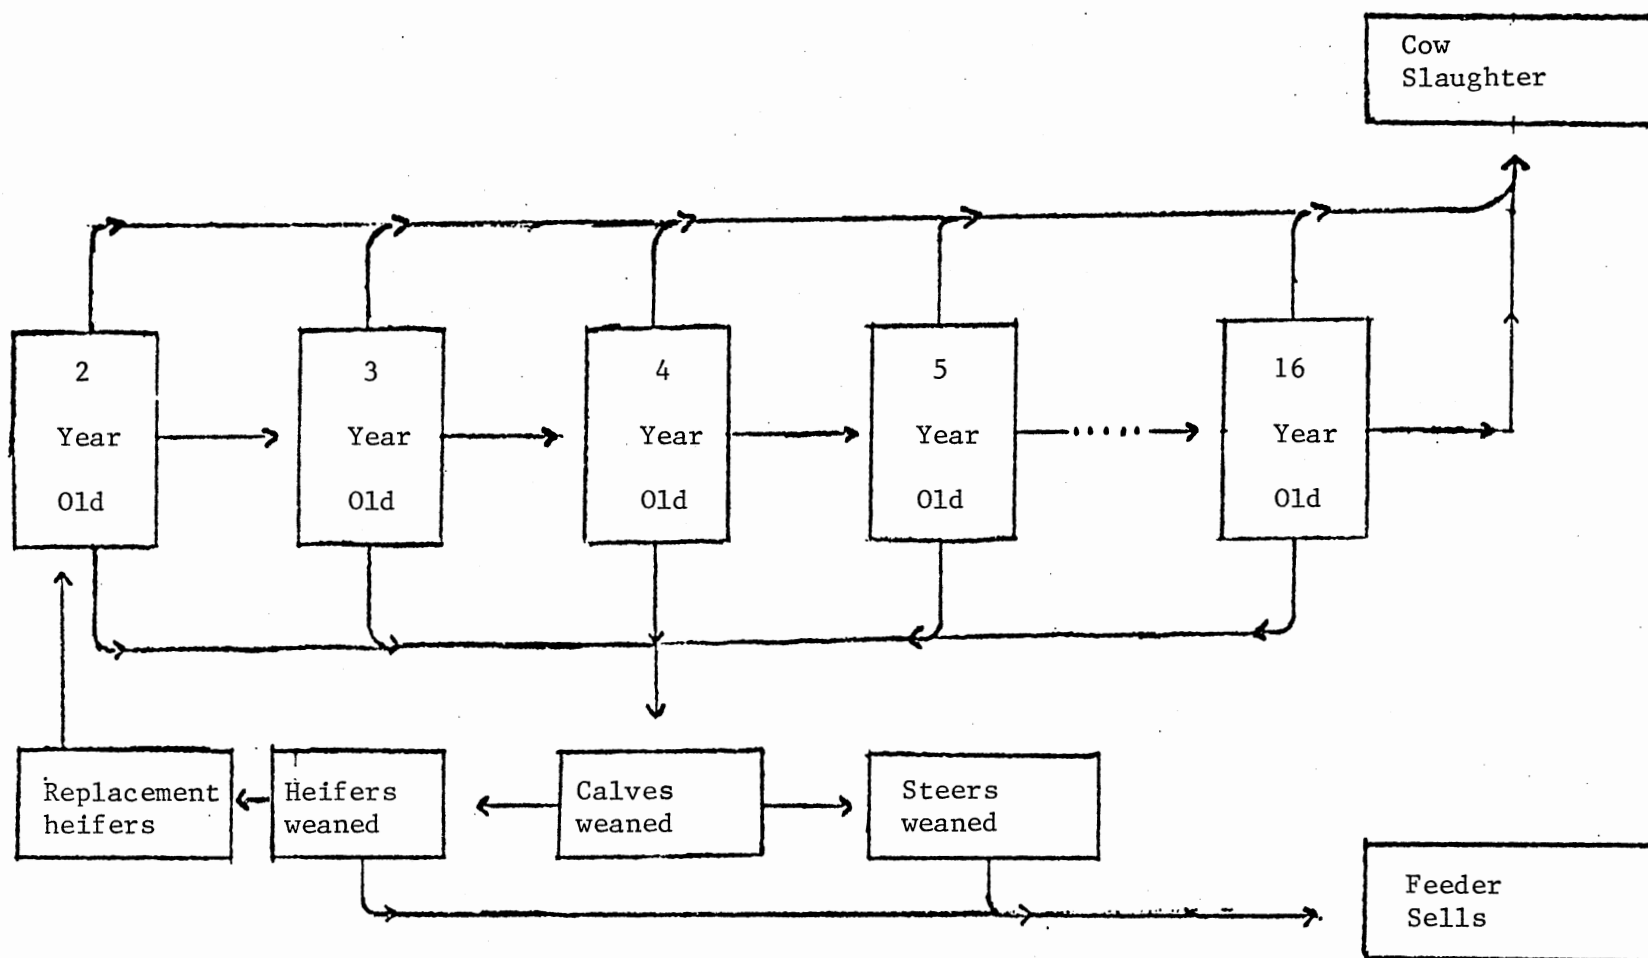 Cow
Slaughter
2
Year
Old
3
Year
Old
4
Year
Old
5
Year
Old
16
Year
Old
Replacement
heifers
Heifers
weaned
Calves
weaned
Steers
weaned
Feeder
Sells